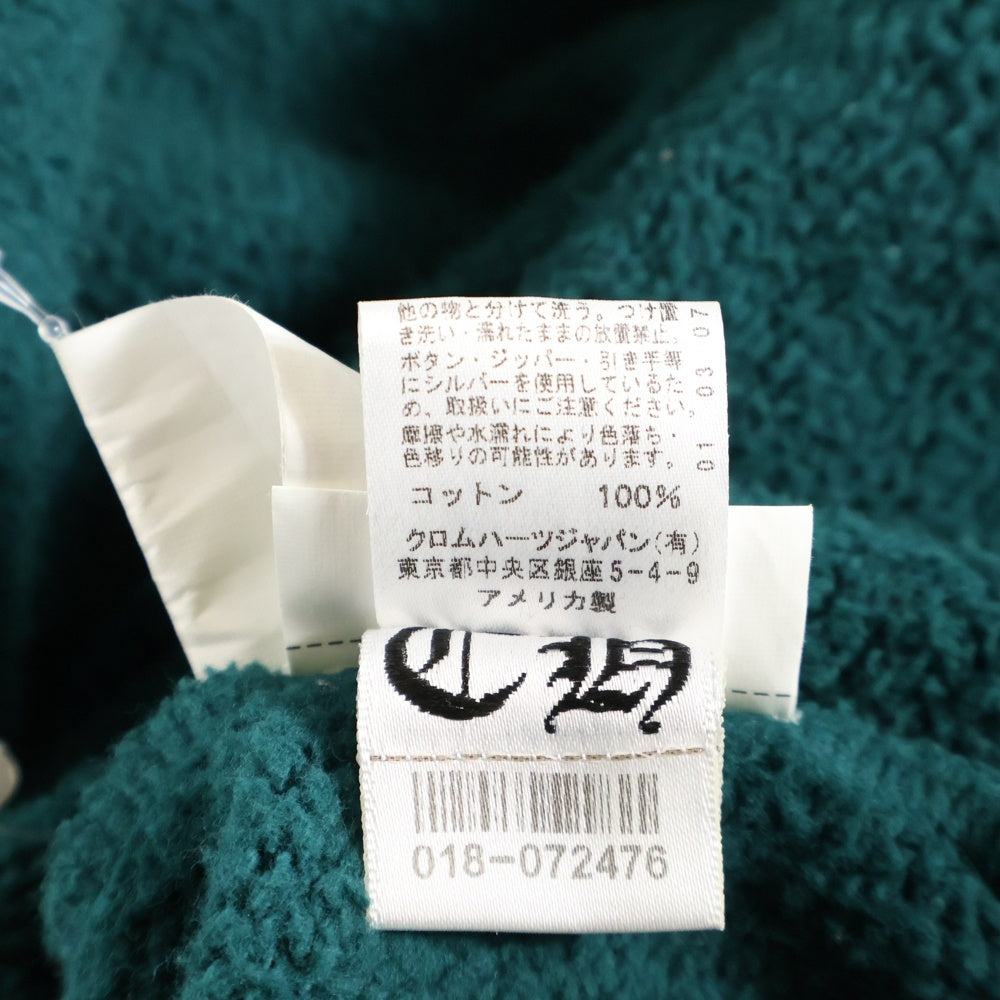 他の物と分けて洗う。つけ置
き洗い・濡れたままの放置禁止。
ボタン・ジッパー・引き手等
にシルバーを使用しているた
め、取扱いにご注意ください。
摩擦や水濡れにより色落ち・
色移りの可能性があります。
コットン 100%
クロムハーツジャパン(有)
東京都中央区銀座5-4-9
アメリカ製
01 03 07
CH
018-072476